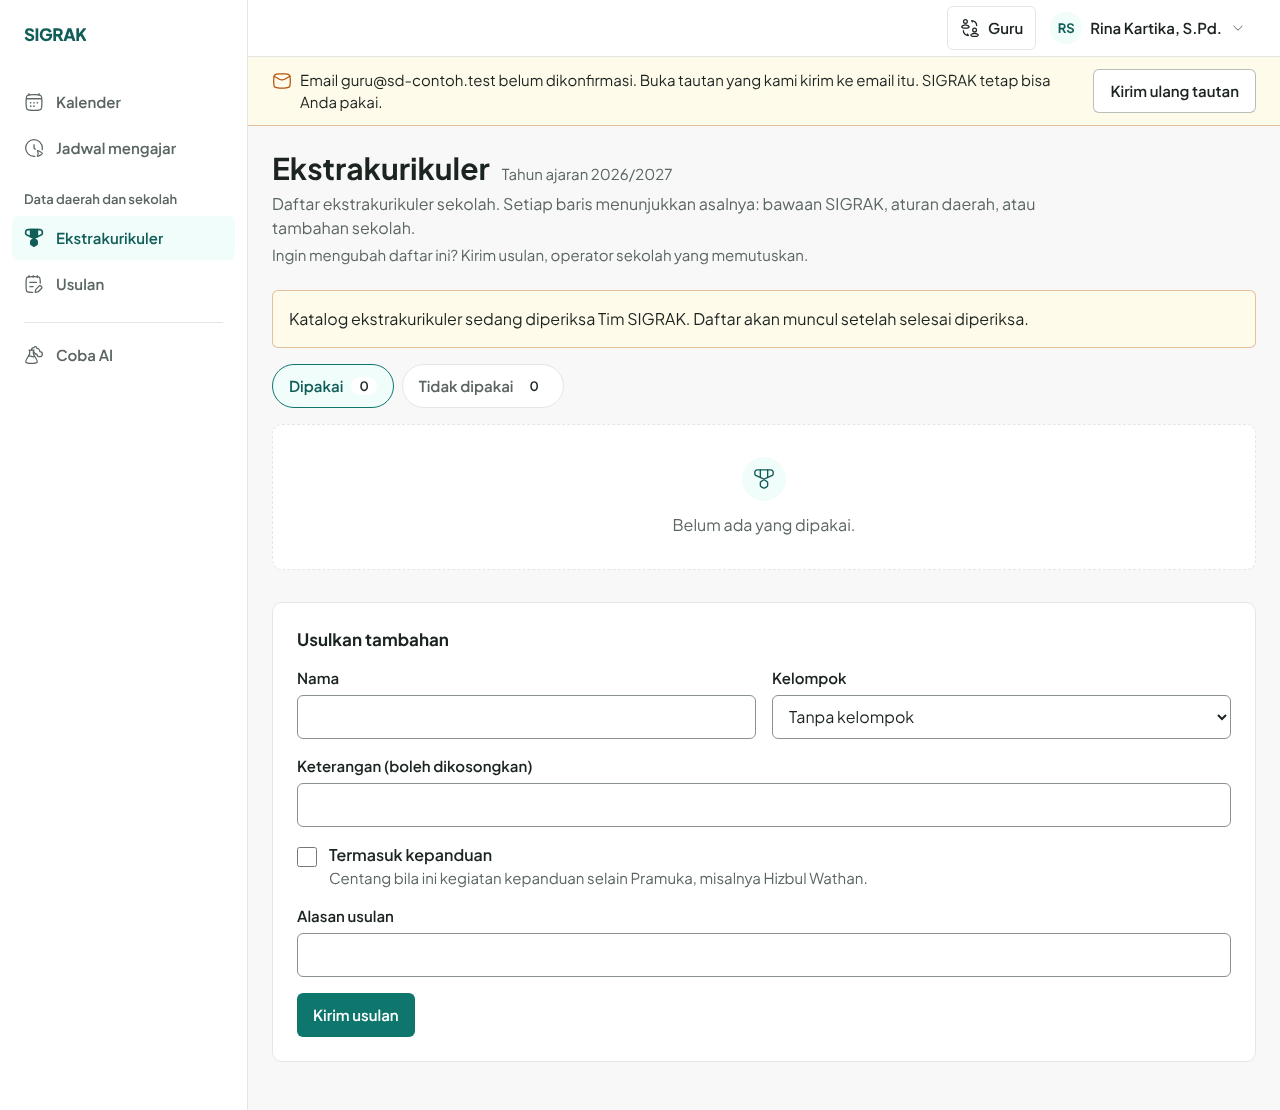 SIGRAK
Guru
RS
Rina Kartika, S.Pd.
Email guru@sd-contoh.test belum dikonfirmasi. Buka tautan yang kami kirim ke email itu. SIGRAK tetap bisa
Anda pakai.
Kirim ulang tautan
Kalender
Jadwal mengajar
Data daerah dan sekolah
Ekstrakurikuler
Usulan
Coba AI
Ekstrakurikuler Tahun ajaran 2026/2027
Daftar ekstrakurikuler sekolah. Setiap baris menunjukkan asalnya: bawaan SIGRAK, aturan daerah, atau
tambahan sekolah.
Ingin mengubah daftar ini? Kirim usulan, operator sekolah yang memutuskan.
Katalog ekstrakurikuler sedang diperiksa Tim SIGRAK. Daftar akan muncul setelah selesai diperiksa.
Dipakai 0
Tidak dipakai 0
Belum ada yang dipakai.
Usulkan tambahan
Nama
Kelompok
Tanpa kelompok
Keterangan (boleh dikosongkan)
Termasuk kepanduan
Centang bila ini kegiatan kepanduan selain Pramuka, misalnya Hizbul Wathan.
Alasan usulan
Kirim usulan